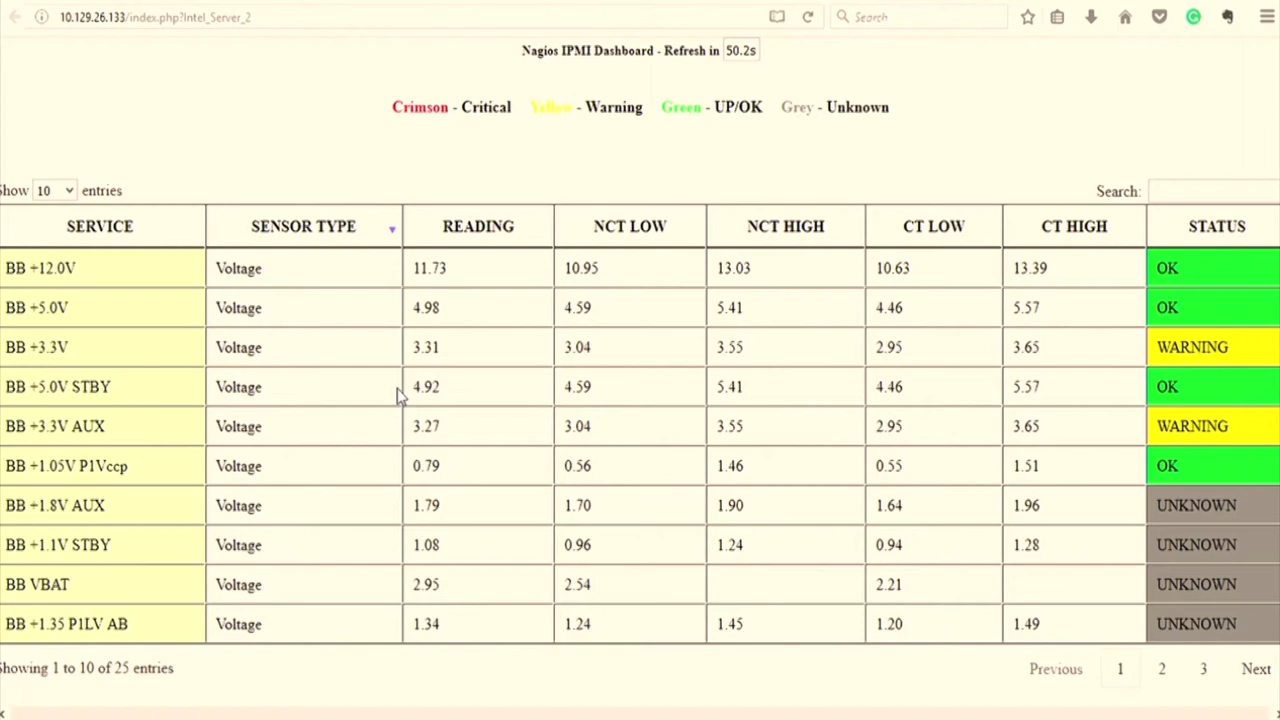 10.129.26.133/index.php?Intel_Server_2
Search
Nagios IPMI Dashboard - Refresh in 50.2s
Crimson - Critical Yellow - Warning Green - UP/OK Grey - Unknown
Show 10 entries
Search:
SERVICE SENSOR TYPE READING NCT LOW NCT HIGH CT LOW CT HIGH STATUS
BB +12.0V Voltage 11.73 10.95 13.03 10.63 13.39 OK
BB +5.0V Voltage 4.98 4.59 5.41 4.46 5.57 OK
BB +3.3V Voltage 3.31 3.04 3.55 2.95 3.65 WARNING
BB +5.0V STBY Voltage 4.92 4.59 5.41 4.46 5.57 OK
BB +3.3V AUX Voltage 3.27 3.04 3.55 2.95 3.65 WARNING
BB +1.05V P1Vccp Voltage 0.79 0.56 1.46 0.55 1.51 OK
BB +1.8V AUX Voltage 1.79 1.70 1.90 1.64 1.96 UNKNOWN
BB +1.1V STBY Voltage 1.08 0.96 1.24 0.94 1.28 UNKNOWN
BB VBAT Voltage 2.95 2.54 2.21 UNKNOWN
BB +1.35 P1LV AB Voltage 1.34 1.24 1.45 1.20 1.49 UNKNOWN
Showing 1 to 10 of 25 entries
Previous 1 2 3 Next